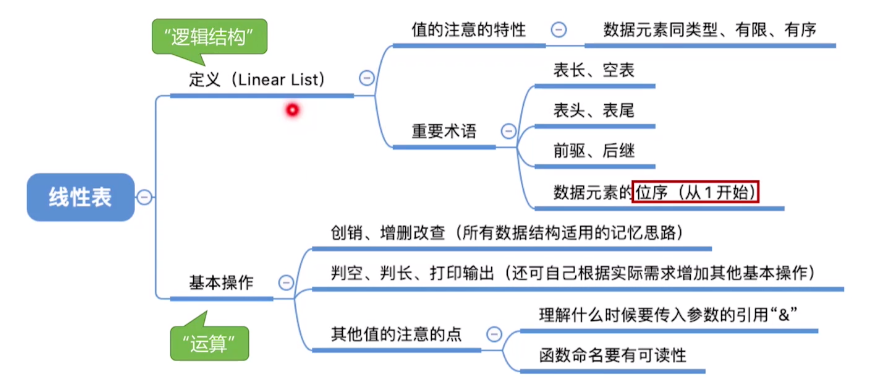 “逻辑结构”
值的注意的特性
数据元素同类型、有限、有序
定义（Linear List）
表长、空表
重要术语
表头、表尾
前驱、后继
数据元素的位序（从1开始）
线性表
创销、增删改查（所有数据结构适用的记忆思路）
基本操作
判空、判长、打印输出（还可自己根据实际需求增加其他基本操作）
“运算”
其他值的注意的点
理解什么时候要传入参数的引用“&”
函数命名要有可读性